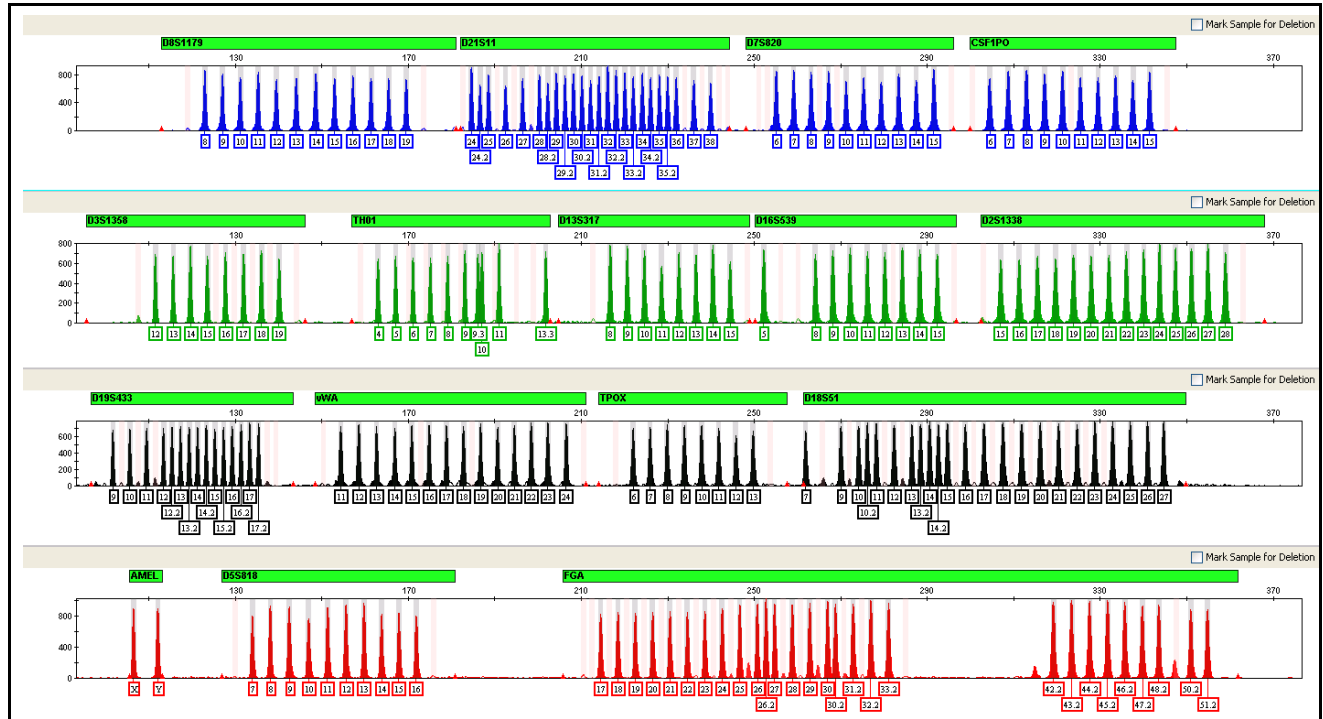 Mark Sample for Deletion
D8S1179 D21S11 D7S820 CSF1PO
130 170 210 250 290 330 370
800
400
0
8 9 10 11 12 13 14 15 16 17 18 19 24 25 26 27 28 29 30 31 32 33 34 35 36 37 38 6 7 8 9 10 11 12 13 14 15 6 7 8 9 10 11 12 13 14 15
24.2 28.2 30.2 32.2 34.2
29.2 31.2 33.2 35.2
Mark Sample for Deletion
D3S1358 TH01 D13S317 D16S539 D2S1338
130 170 210 250 290 330 370
800
600
400
200
0
12 13 14 15 16 17 18 19 4 5 6 7 8 9 9.3 11 13.3 8 9 10 11 12 13 14 15 5 8 9 10 11 12 13 14 15 15 16 17 18 19 20 21 22 23 24 25 26 27 28
10
Mark Sample for Deletion
D19S433 vWA TPOX D18S51
130 170 210 250 290 330 370
600
400
200
0
9 10 11 12 13 14 15 16 17 11 12 13 14 15 16 17 18 19 20 21 22 23 24 6 7 8 9 10 11 12 13 7 9 10 11 12 13 14 15 16 17 18 19 20 21 22 23 24 25 26 27
12.2 14.2 16.2 10.2 13.2
13.2 15.2 17.2 14.2
Mark Sample for Deletion
AMEL D5S818 FGA
130 170 210 250 290 330 370
800
400
0
X Y 7 8 9 10 11 12 13 14 15 16 17 18 19 20 21 22 23 24 25 26 27 28 29 30 31.2 33.2 42.2 44.2 46.2 48.2 50.2
26.2 30.2 32.2 43.2 45.2 47.2 51.2